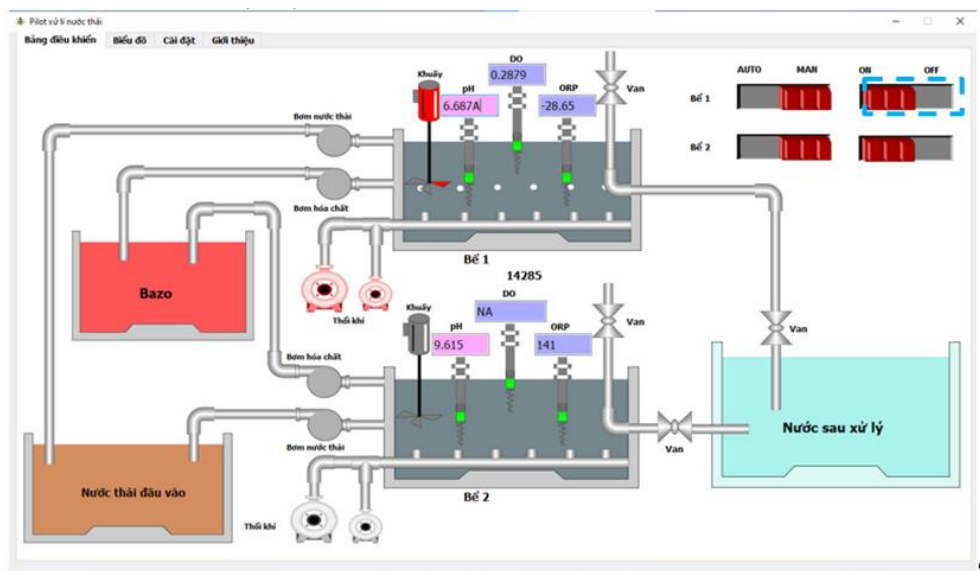 Pilot xử lí nước thải
Bảng điều khiển Biểu đồ Cài đặt Giới thiệu
AUTO MAN ON OFF
Bể 1
Bể 2
Khuấy
pH
6.687A
DO
0.2879
ORP
-28.65
Van
Bơm nước thải
Bơm hóa chất
Bể 1
Thổi khí
14285
Bazo
Khuấy
pH
9.615
DO
NA
ORP
141
Van
Van
Bơm hóa chất
Bơm nước thải
Van
Nước sau xử lý
Nước thải đầu vào
Thổi khí
Bể 2